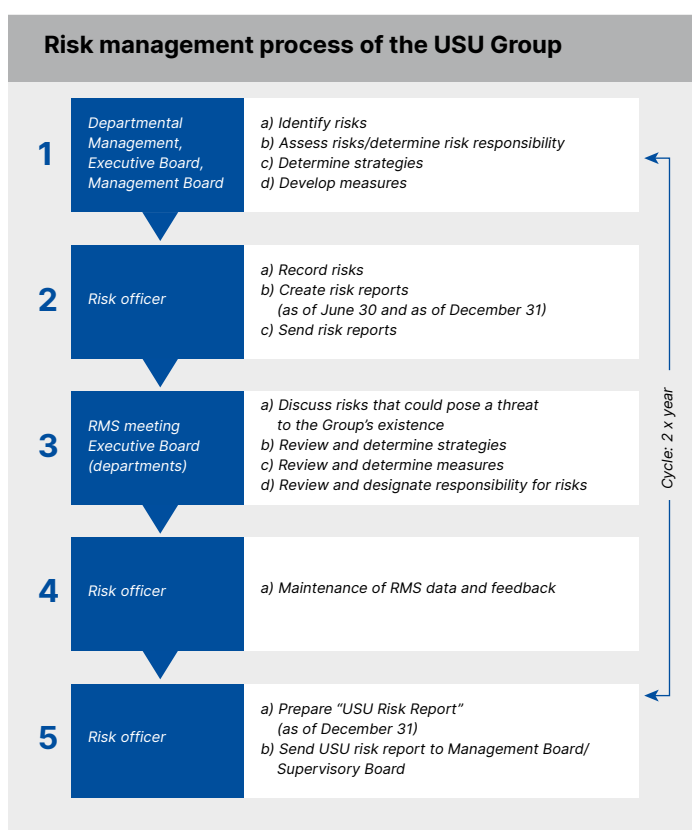 Risk management process of the USU Group
1
Departmental
Management,
Executive Board,
Management Board
a) Identify risks
b) Assess risks/determine risk responsibility
c) Determine strategies
d) Develop measures
2
Risk officer
a) Record risks
b) Create risk reports
(as of June 30 and as of December 31)
c) Send risk reports
3
RMS meeting
Executive Board
(departments)
a) Discuss risks that could pose a threat
to the Group’s existence
b) Review and determine strategies
c) Review and determine measures
d) Review and designate responsibility for risks
4
Risk officer
a) Maintenance of RMS data and feedback
5
Risk officer
a) Prepare “USU Risk Report”
(as of December 31)
b) Send USU risk report to Management Board/
Supervisory Board
Cycle: 2 x year